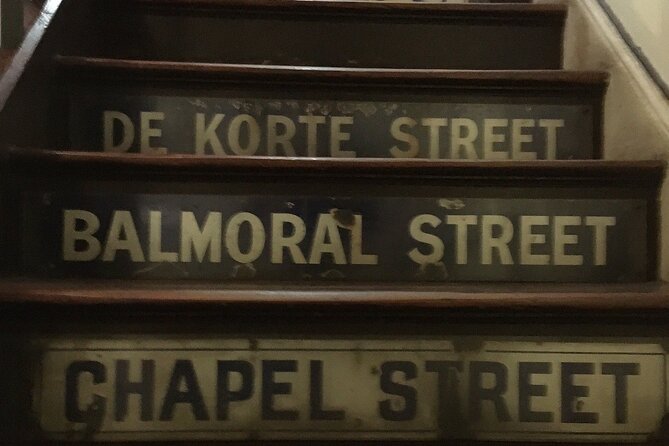 DE KORTE STREET
BALMORAL STREET
CHAPEL STREET